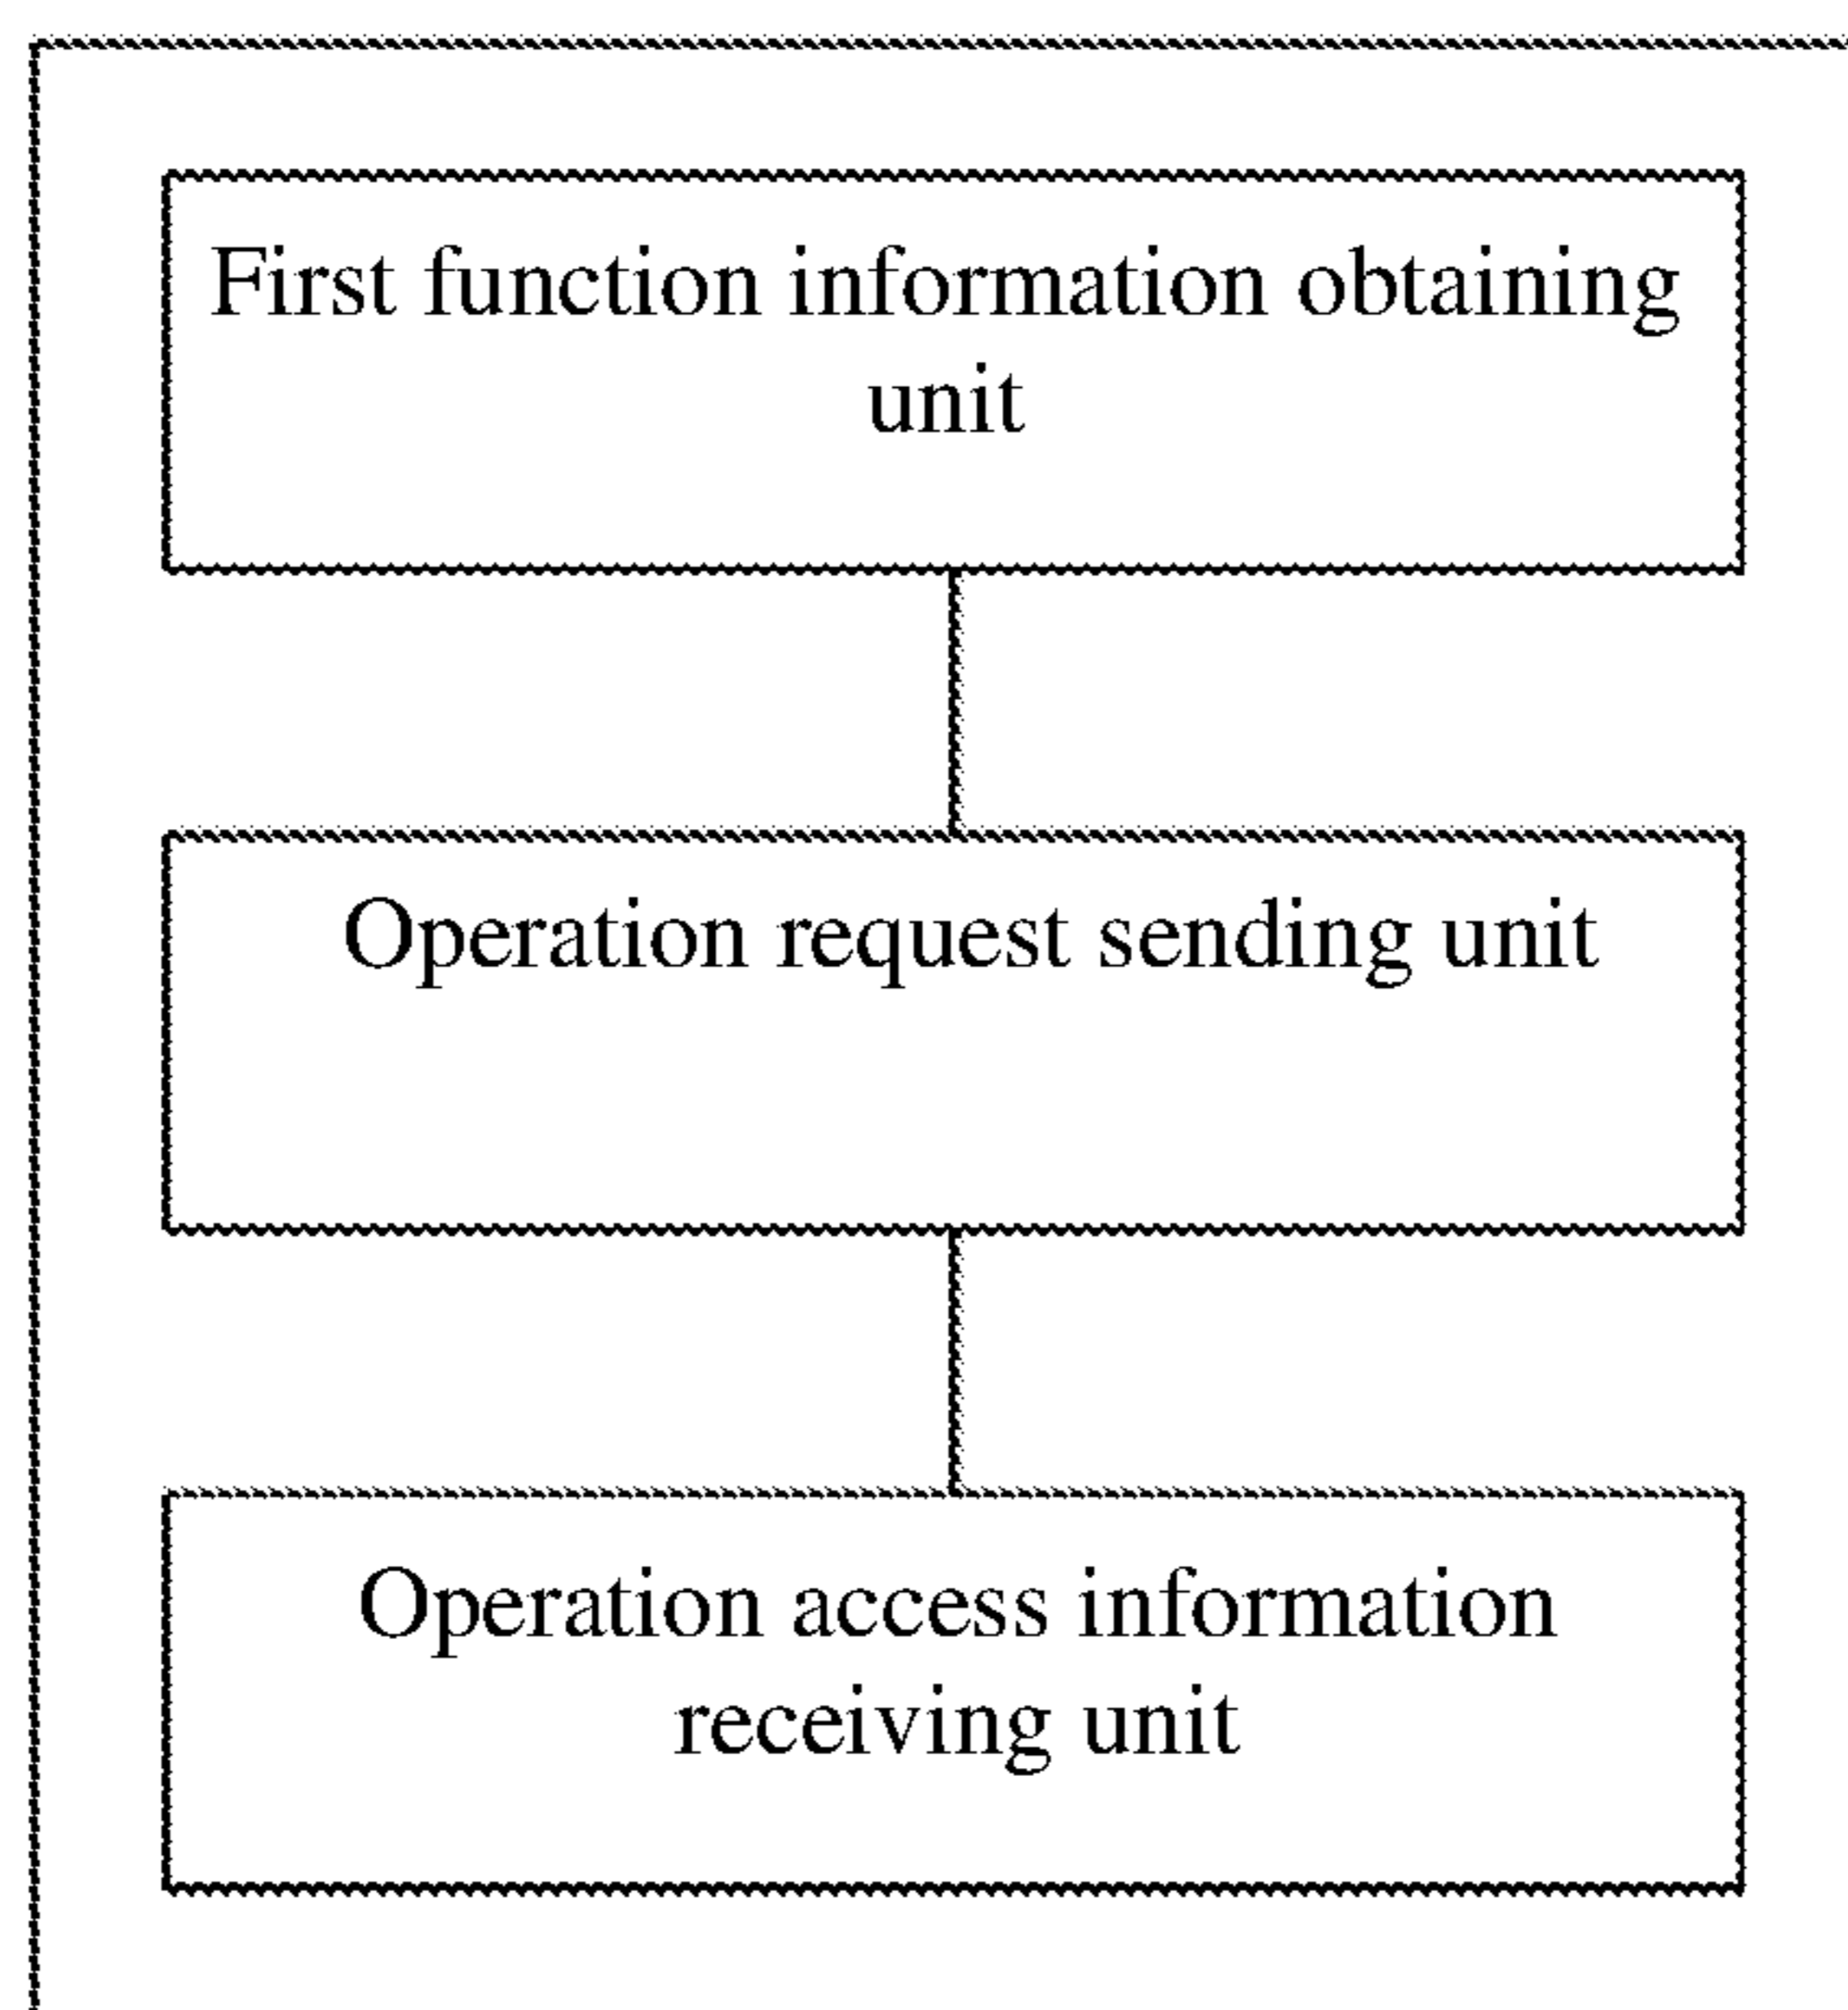 First function information obtaining
unit
Operation request sending unit
Operation access information
receiving unit